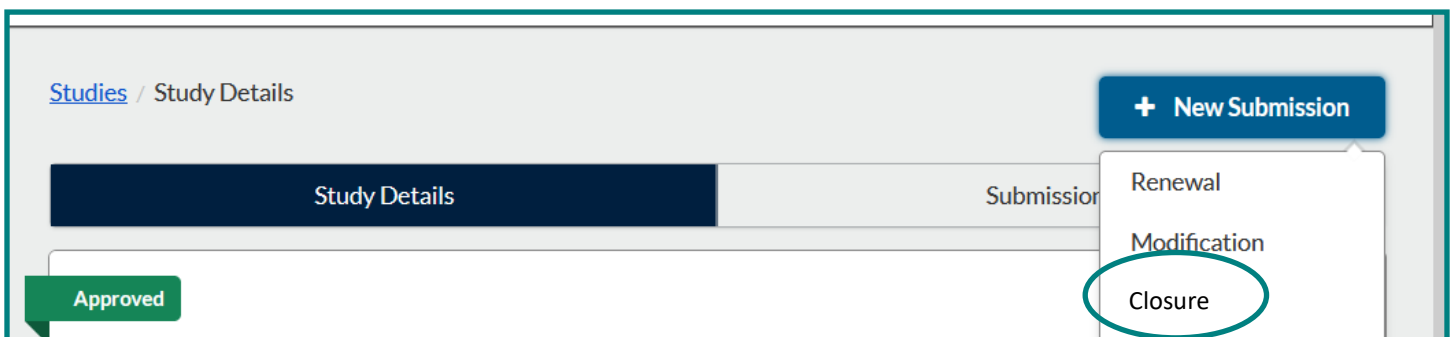 Studies / Study Details
+ New Submission
Study Details
Submission
Renewal
Modification
Approved
Closure